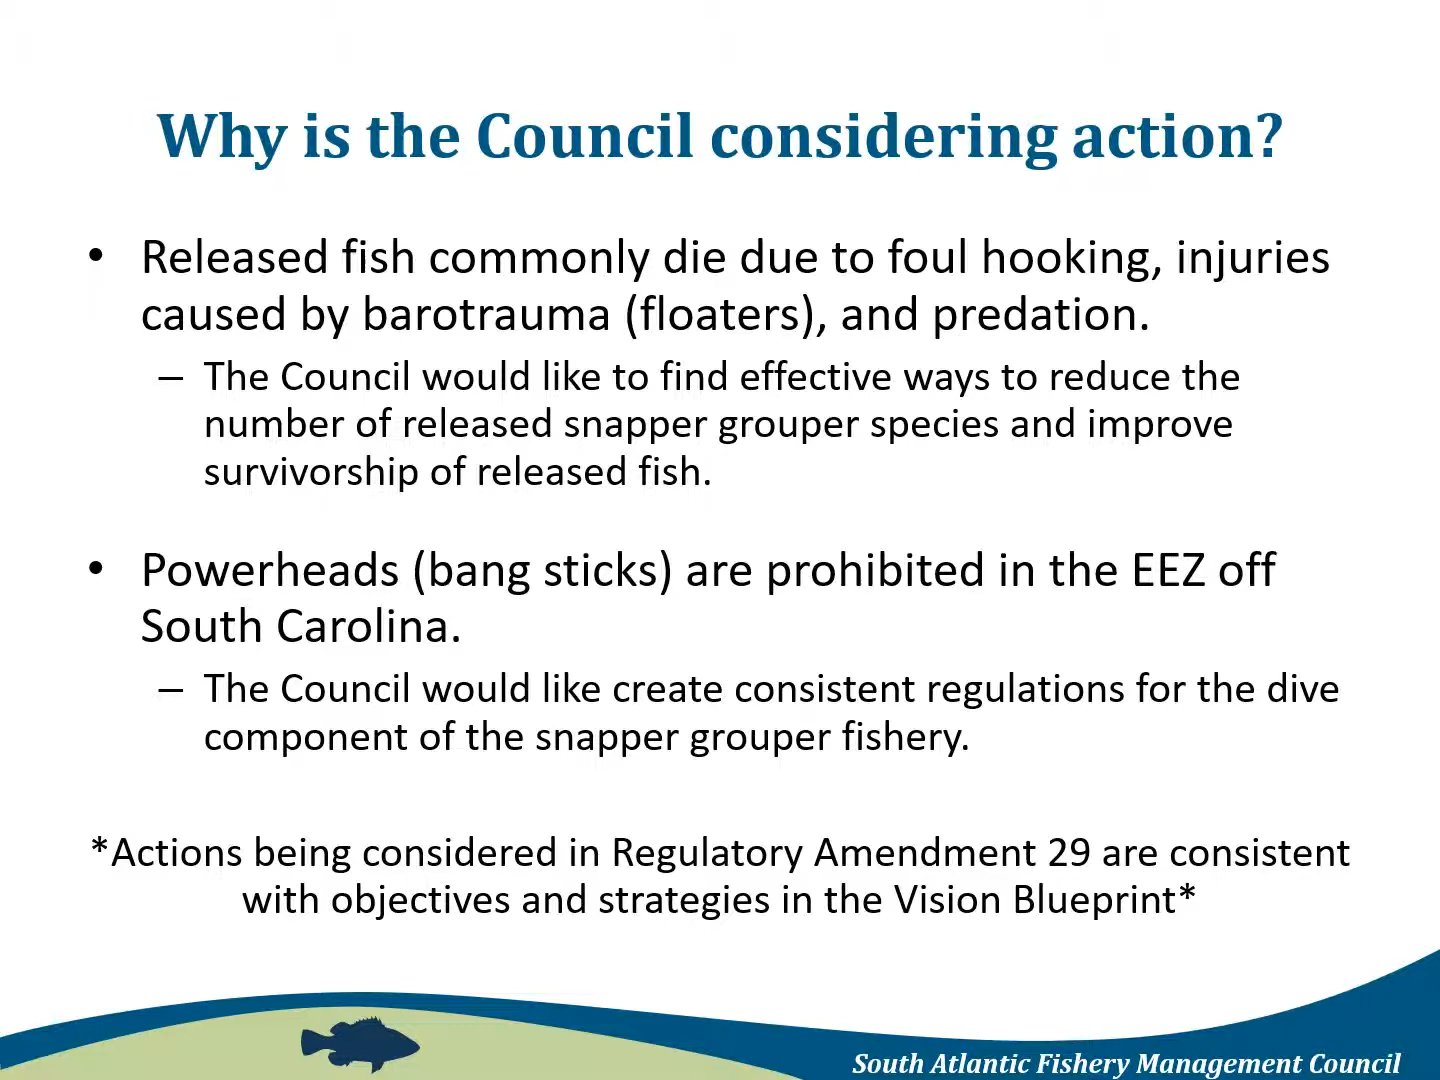 Why is the Council considering action?
• Released fish commonly die due to foul hooking, injuries
caused by barotrauma (floaters), and predation.
– The Council would like to find effective ways to reduce the
number of released snapper grouper species and improve
survivorship of released fish.
• Powerheads (bang sticks) are prohibited in the EEZ off
South Carolina.
– The Council would like create consistent regulations for the dive
component of the snapper grouper fishery.
*Actions being considered in Regulatory Amendment 29 are consistent
with objectives and strategies in the Vision Blueprint*
South Atlantic Fishery Management Council